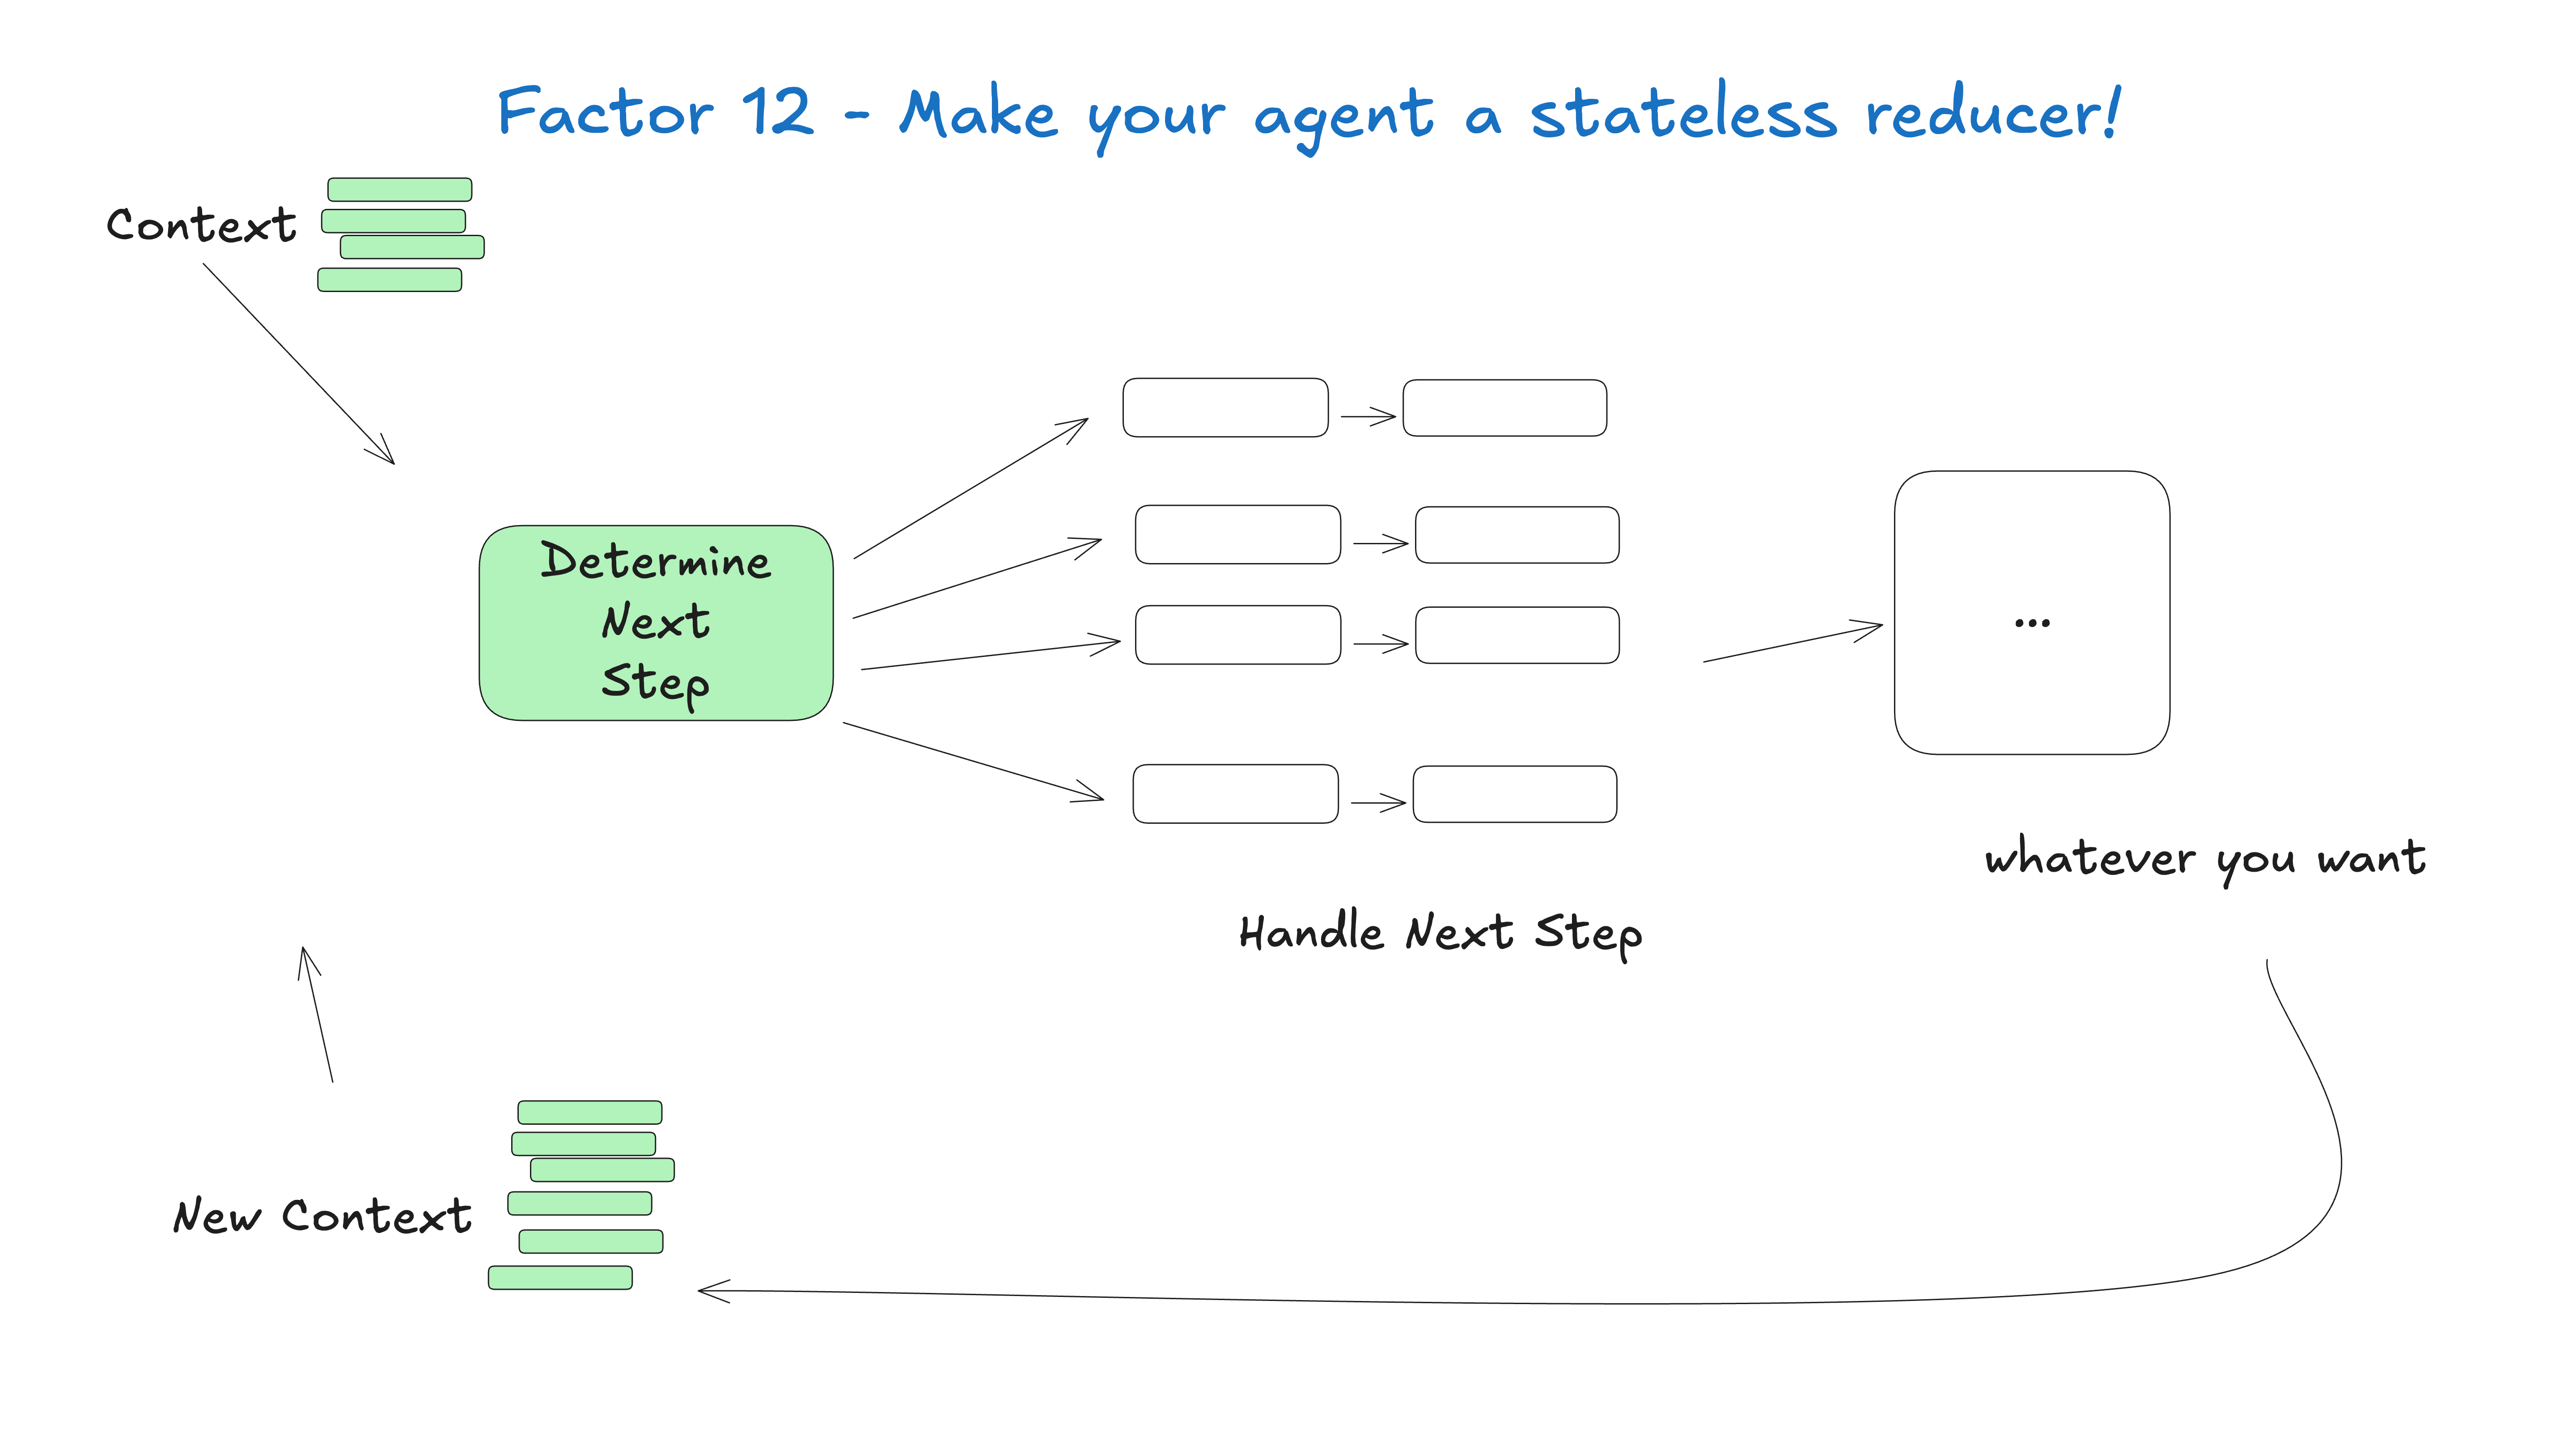 Factor 12 - Make your agent a stateless reducer!
Context
Determine
Next
Step
...
whatever you want
Handle Next Step
New Context